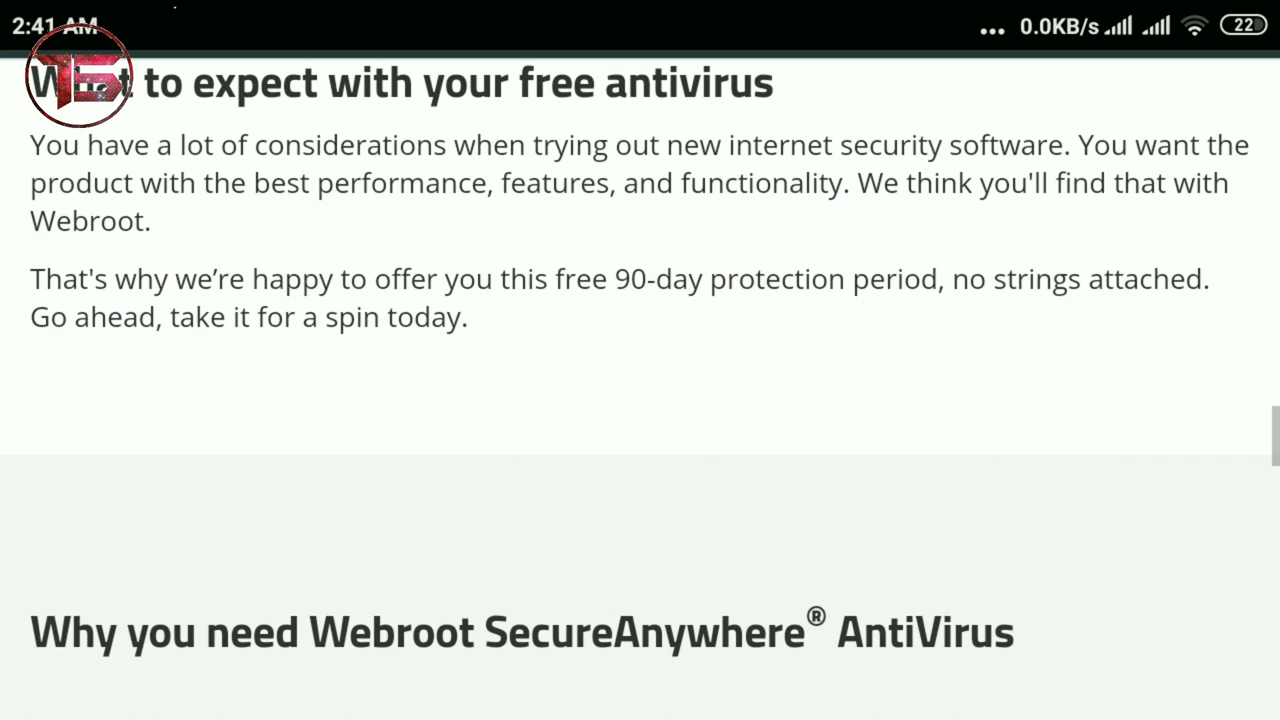 2:41 AM ... 0.0KB/s 22
What to expect with your free antivirus
You have a lot of considerations when trying out new internet security software. You want the
product with the best performance, features, and functionality. We think you'll find that with
Webroot.
That's why we’re happy to offer you this free 90-day protection period, no strings attached.
Go ahead, take it for a spin today.
Why you need Webroot SecureAnywhere® AntiVirus